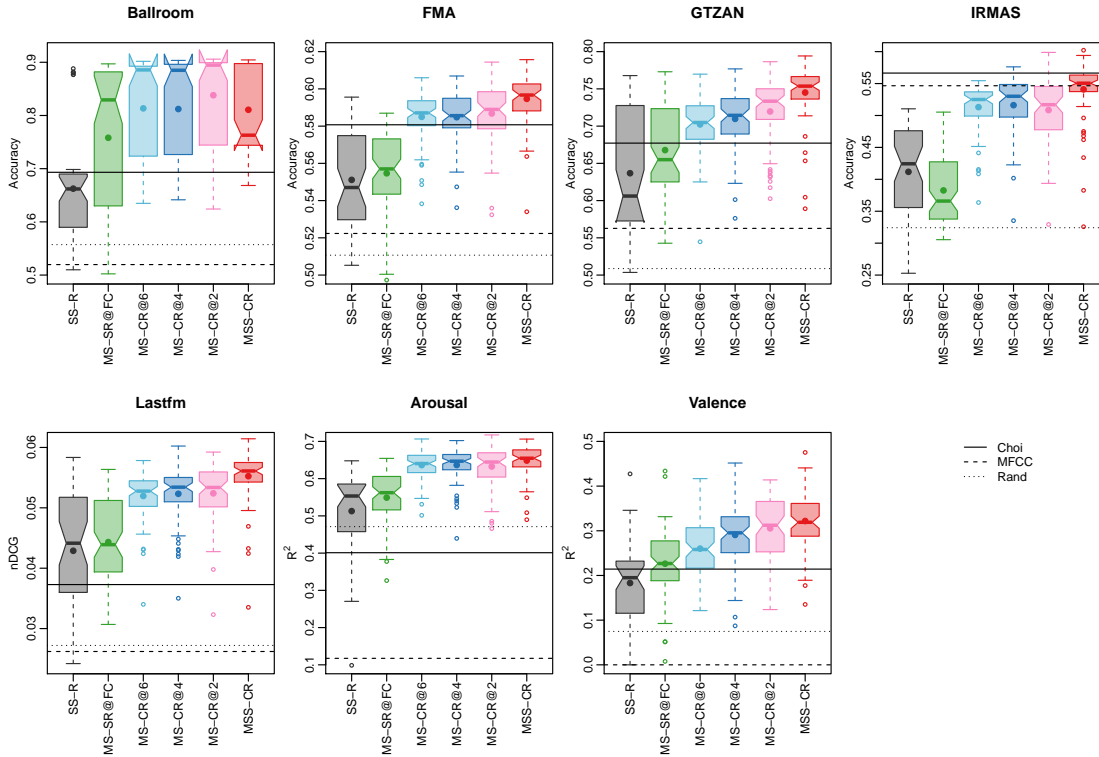 Ballroom
Accuracy
0.9
0.8
0.7
0.6
0.5
SS−R
MS−SR@FC
MS−CR@6
MS−CR@4
MS−CR@2
MSS−CR
FMA
Accuracy
0.62
0.60
0.58
0.56
0.54
0.52
0.50
SS−R
MS−SR@FC
MS−CR@6
MS−CR@4
MS−CR@2
MSS−CR
GTZAN
Accuracy
0.80
0.75
0.70
0.65
0.60
0.55
0.50
SS−R
MS−SR@FC
MS−CR@6
MS−CR@4
MS−CR@2
MSS−CR
IRMAS
Accuracy
0.55
0.45
0.35
0.25
SS−R
MS−SR@FC
MS−CR@6
MS−CR@4
MS−CR@2
MSS−CR
Lastfm
nDCG
0.06
0.05
0.04
0.03
SS−R
MS−SR@FC
MS−CR@6
MS−CR@4
MS−CR@2
MSS−CR
Arousal
R²
0.7
0.6
0.5
0.4
0.3
0.2
0.1
SS−R
MS−SR@FC
MS−CR@6
MS−CR@4
MS−CR@2
MSS−CR
Valence
R²
0.5
0.4
0.3
0.2
0.1
0.0
SS−R
MS−SR@FC
MS−CR@6
MS−CR@4
MS−CR@2
MSS−CR
Choi
MFCC
Rand